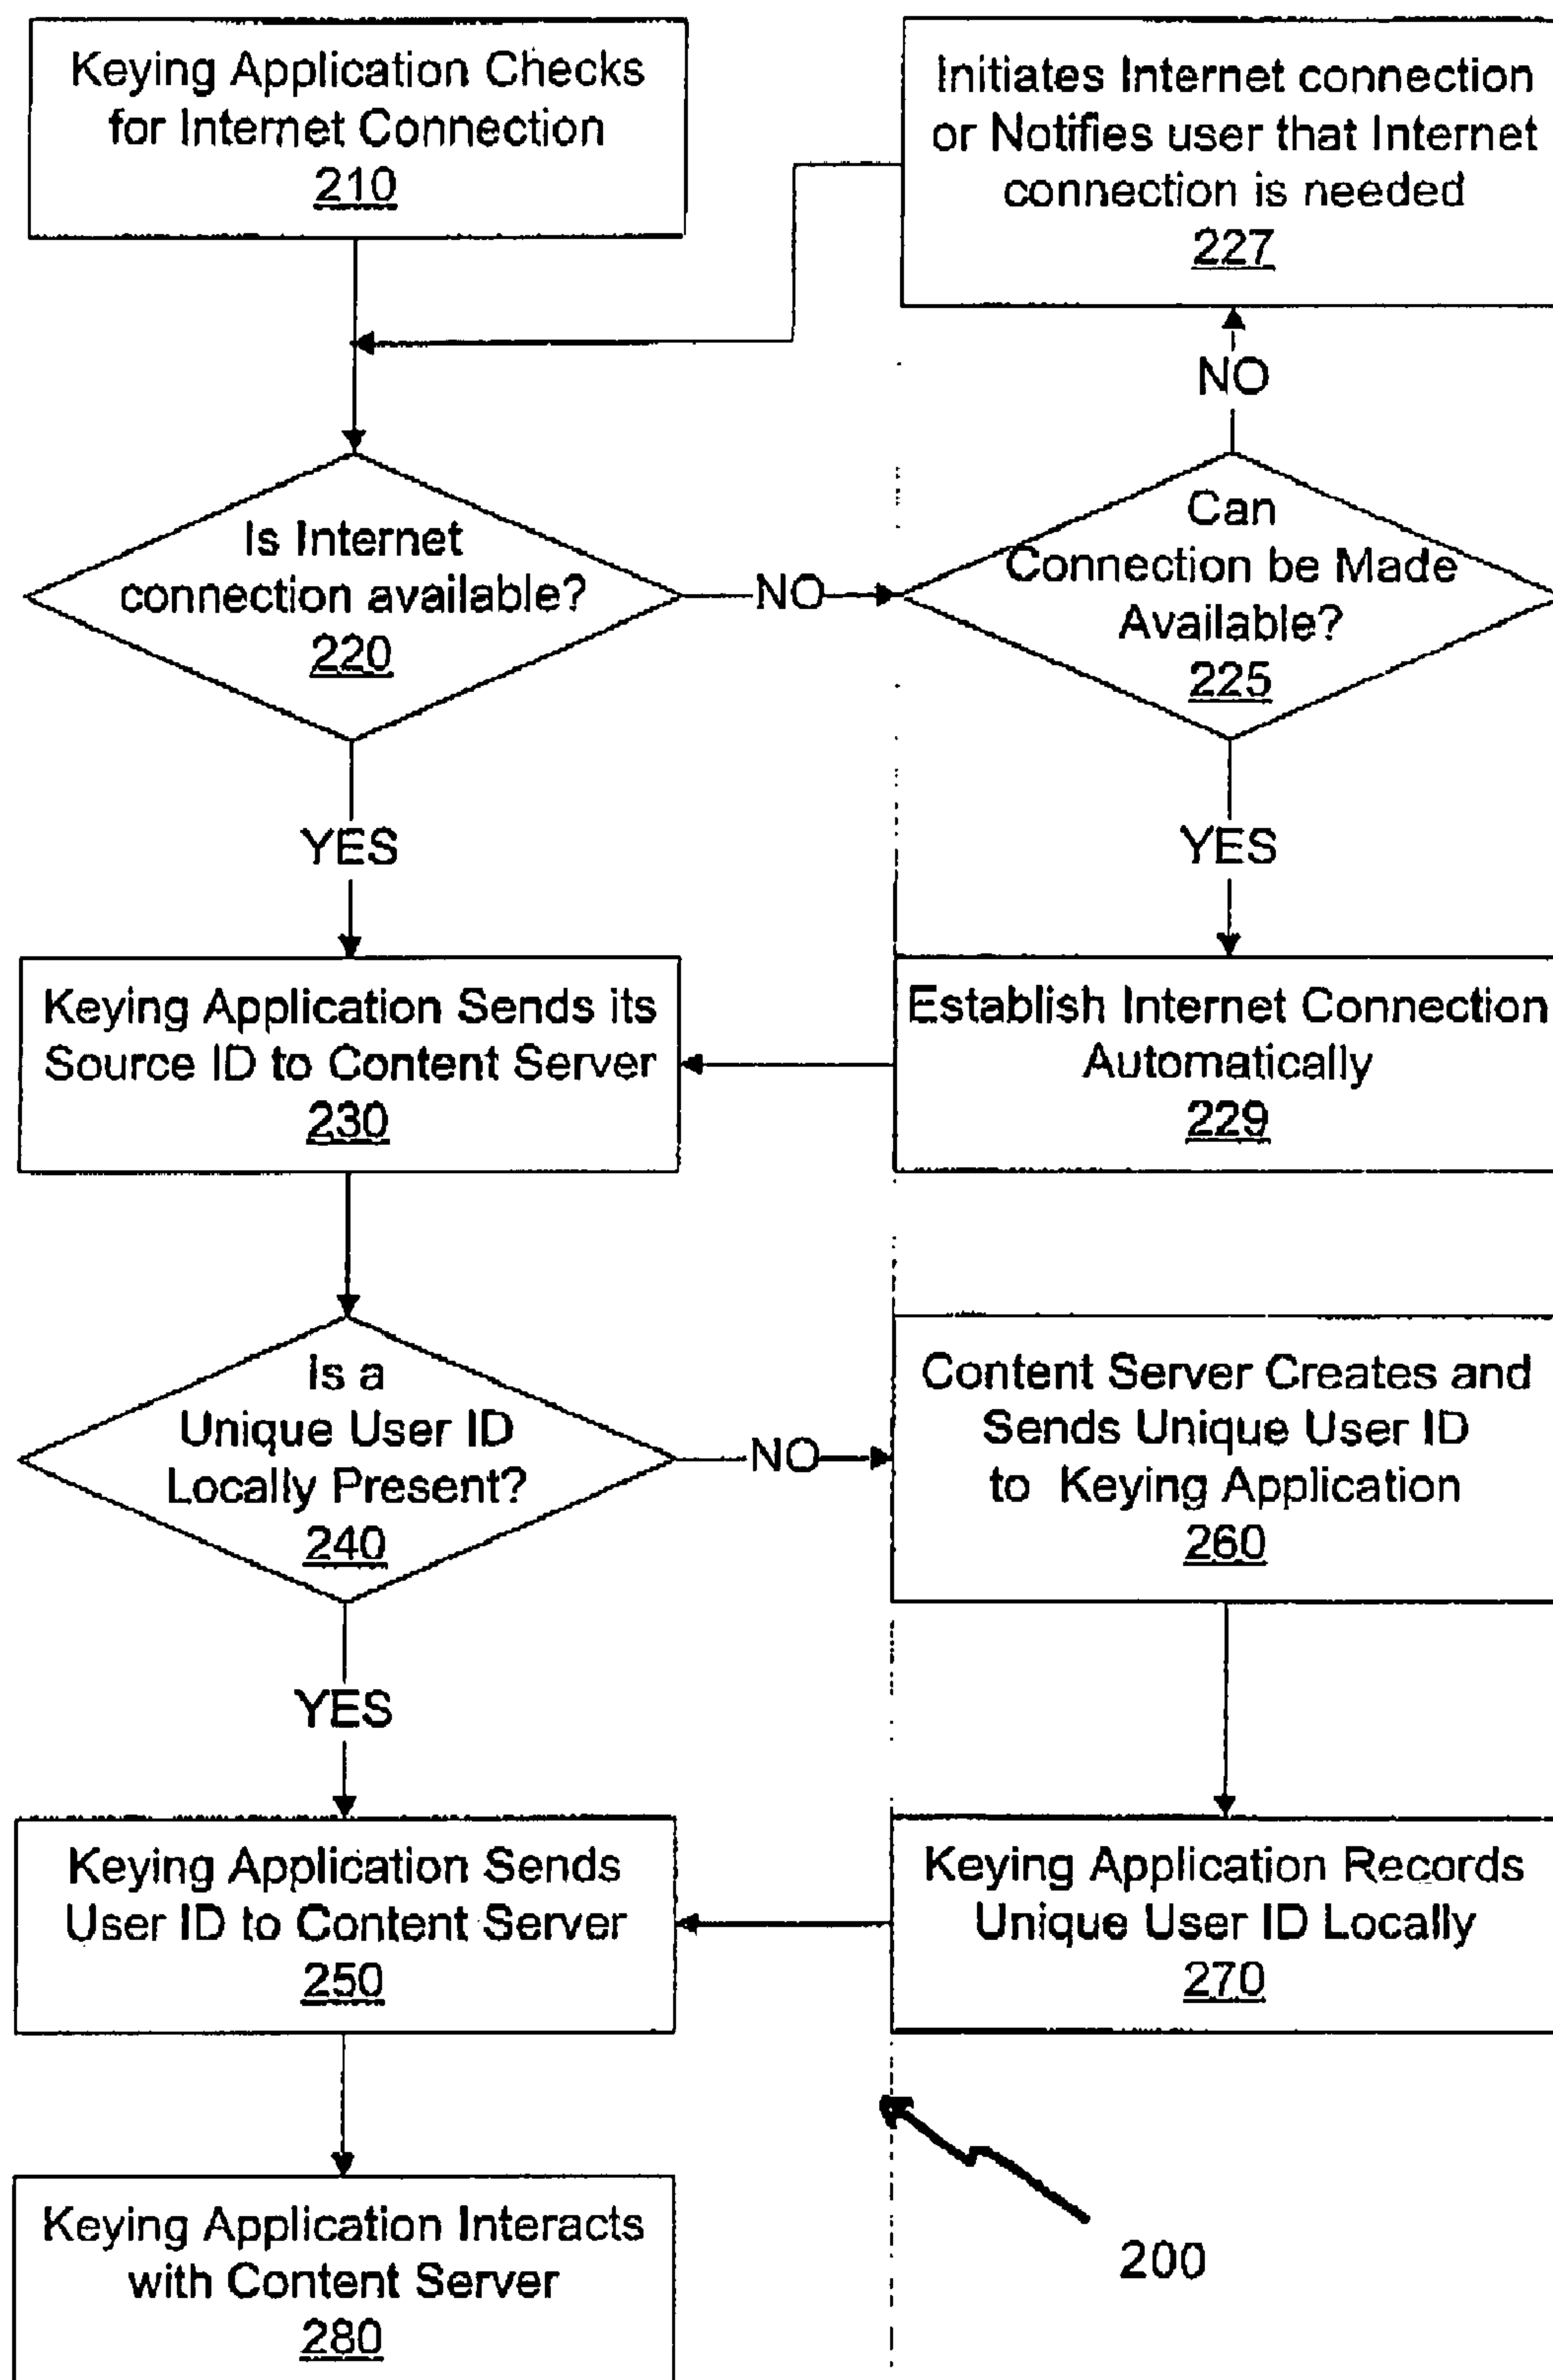 Keying Application Checks
for Internet Connection
210
Initiates Internet connection
or Notifies user that Internet
connection is needed
227
NO
Is Internet
connection available?
220
NO
Can
Connection be Made
Available?
225
YES
YES
Keying Application Sends its
Source ID to Content Server
230
Establish Internet Connection
Automatically
229
Is a
Unique User ID
Locally Present?
240
NO
Content Server Creates and
Sends Unique User ID
to Keying Application
260
YES
Keying Application Sends
User ID to Content Server
250
Keying Application Records
Unique User ID Locally
270
Keying Application Interacts
with Content Server
280
200